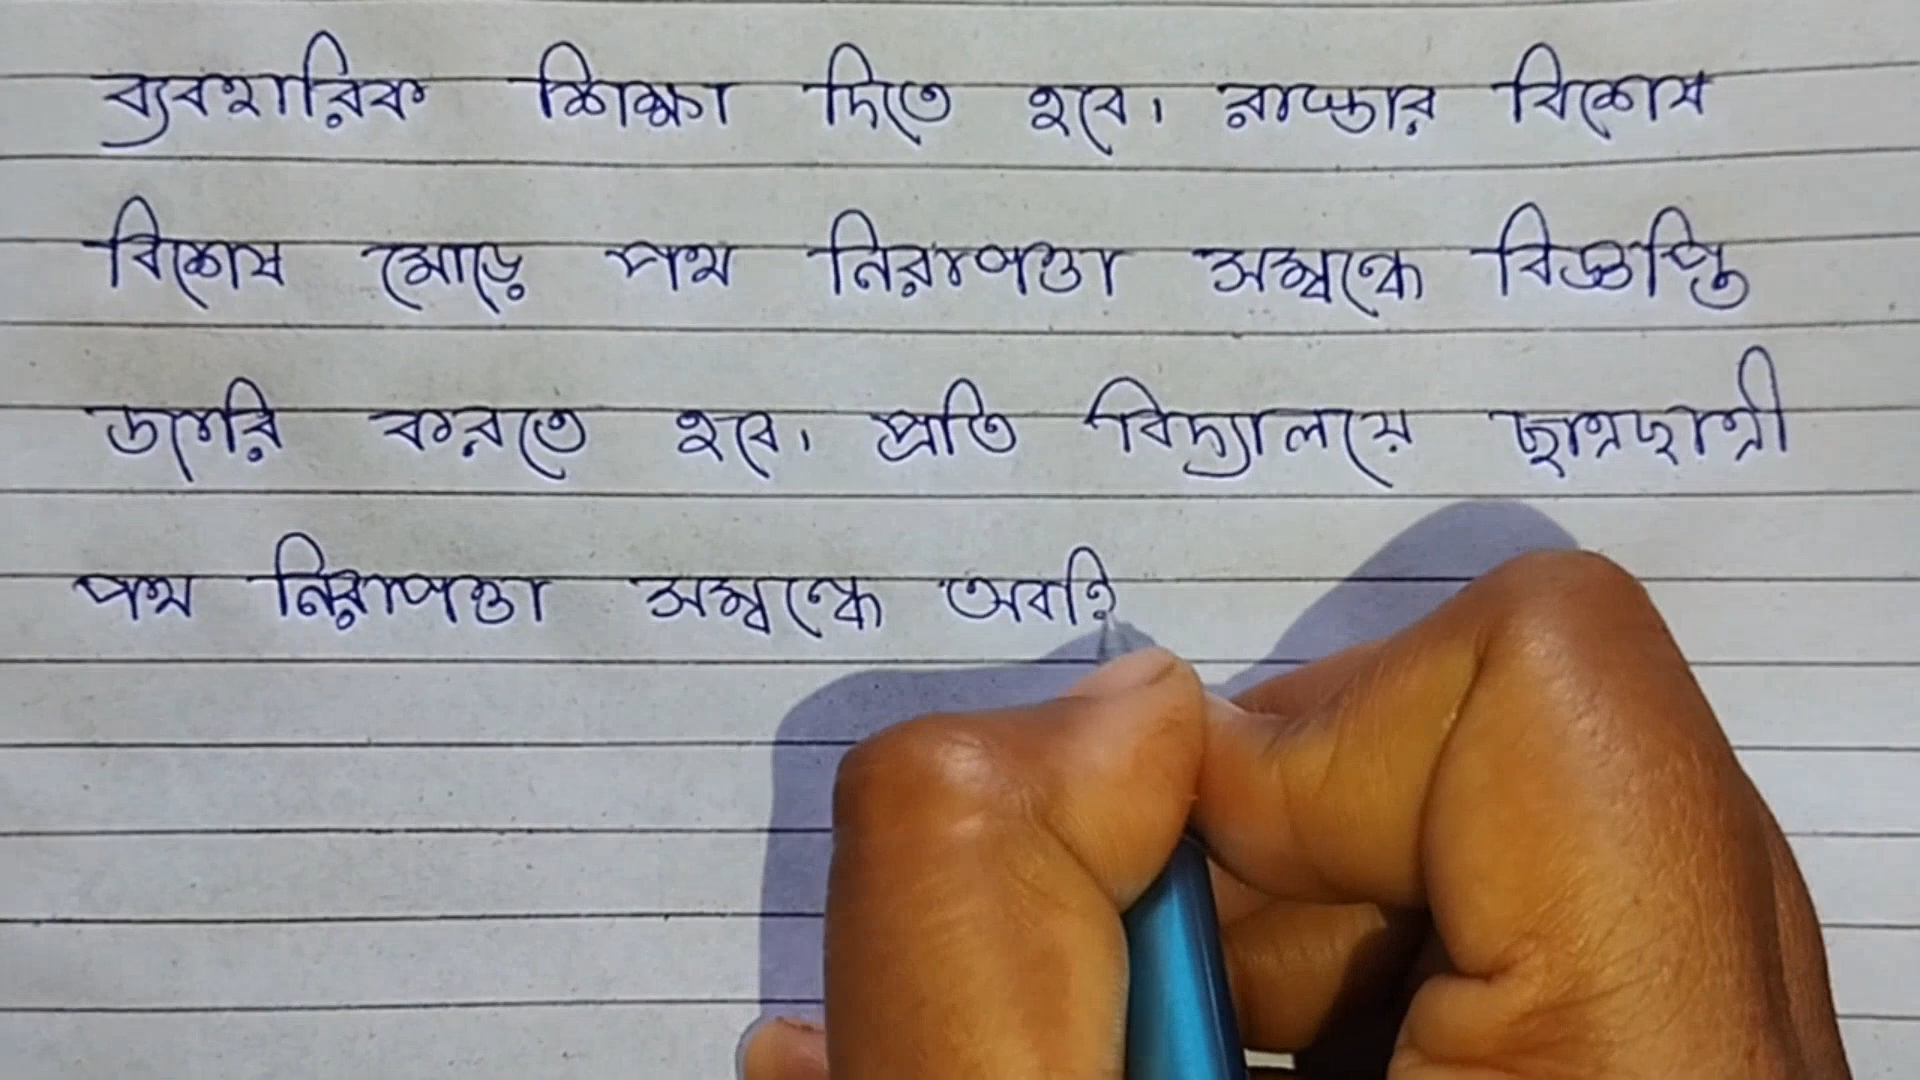 ব্যবহারিক শিক্ষা দিতে হবে। রাস্তার বিশেষ
বিশেষ মোড়ে পথ নিরাপত্তা সম্বন্ধে বিজ্ঞপ্তি
জারি করতে হবে। প্রতি বিদ্যালয়ে ছাত্রছাত্রী
পথ নিরাপত্তা সম্বন্ধে অবহি